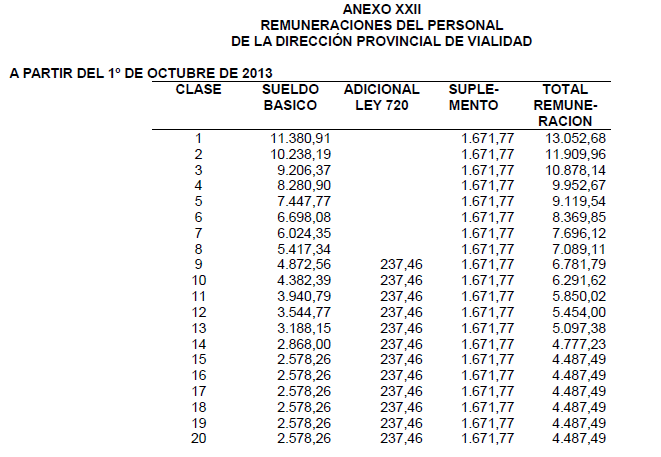 ANEXO XXII
REMUNERACIONES DEL PERSONAL
DE LA DIRECCIÓN PROVINCIAL DE VIALIDAD
A PARTIR DEL 1º DE OCTUBRE DE 2013
CLASE SUELDO ADICIONAL SUPLE- TOTAL
BASICO LEY 720 MENTO REMUNE-
RACION
1 11.380,91 1.671,77 13.052,68
2 10.238,19 1.671,77 11.909,96
3 9.206,37 1.671,77 10.878,14
4 8.280,90 1.671,77 9.952,67
5 7.447,77 1.671,77 9.119,54
6 6.698,08 1.671,77 8.369,85
7 6.024,35 1.671,77 7.696,12
8 5.417,34 1.671,77 7.089,11
9 4.872,56 237,46 1.671,77 6.781,79
10 4.382,39 237,46 1.671,77 6.291,62
11 3.940,79 237,46 1.671,77 5.850,02
12 3.544,77 237,46 1.671,77 5.454,00
13 3.188,15 237,46 1.671,77 5.097,38
14 2.868,00 237,46 1.671,77 4.777,23
15 2.578,26 237,46 1.671,77 4.487,49
16 2.578,26 237,46 1.671,77 4.487,49
17 2.578,26 237,46 1.671,77 4.487,49
18 2.578,26 237,46 1.671,77 4.487,49
19 2.578,26 237,46 1.671,77 4.487,49
20 2.578,26 237,46 1.671,77 4.487,49